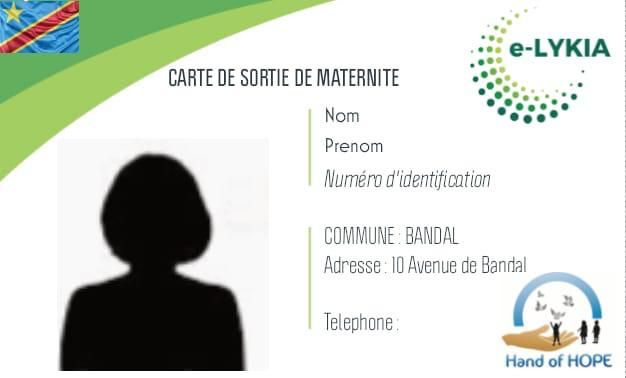 e-LYKIA
CARTE DE SORTIE DE MATERNITE
Nom
Prenom
Numéro d'identification
COMMUNE : BANDAL
Adresse : 10 Avenue de Bandal
Telephone :
Hand of HOPE